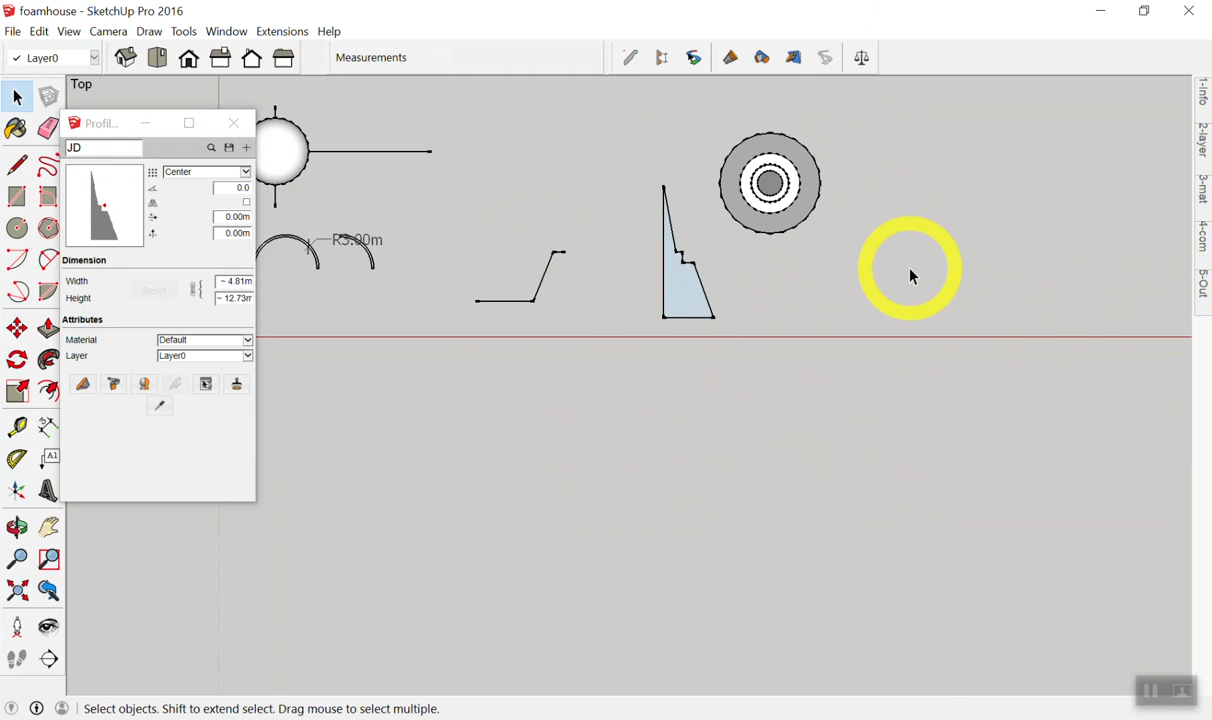 foamhouse - SketchUp Pro 2016
File Edit View Camera Draw Tools Window Extensions Help
Layer0
Measurements
Top
Profil...
JD
Center
0.0
0.00m
0.00m
Dimension
Width
~ 4.81m
Reset
Height
~ 12.73m
Attributes
Material
Default
Layer
Layer0
R5.00m
A1
1-Info
2-layer
3-mat
4-com
5-Out
Select objects. Shift to extend select. Drag mouse to select multiple.